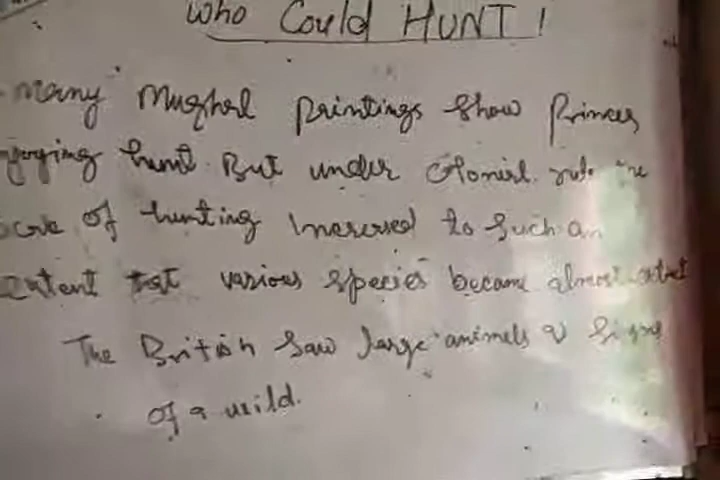 Who Could HUNT !
many Mughal paintings show Princes
enjoying hunt. But under colonial rule the
scale of hunting Increased to such an
extent that various species became almost extinct
The British saw large animals as signs
of a wild.